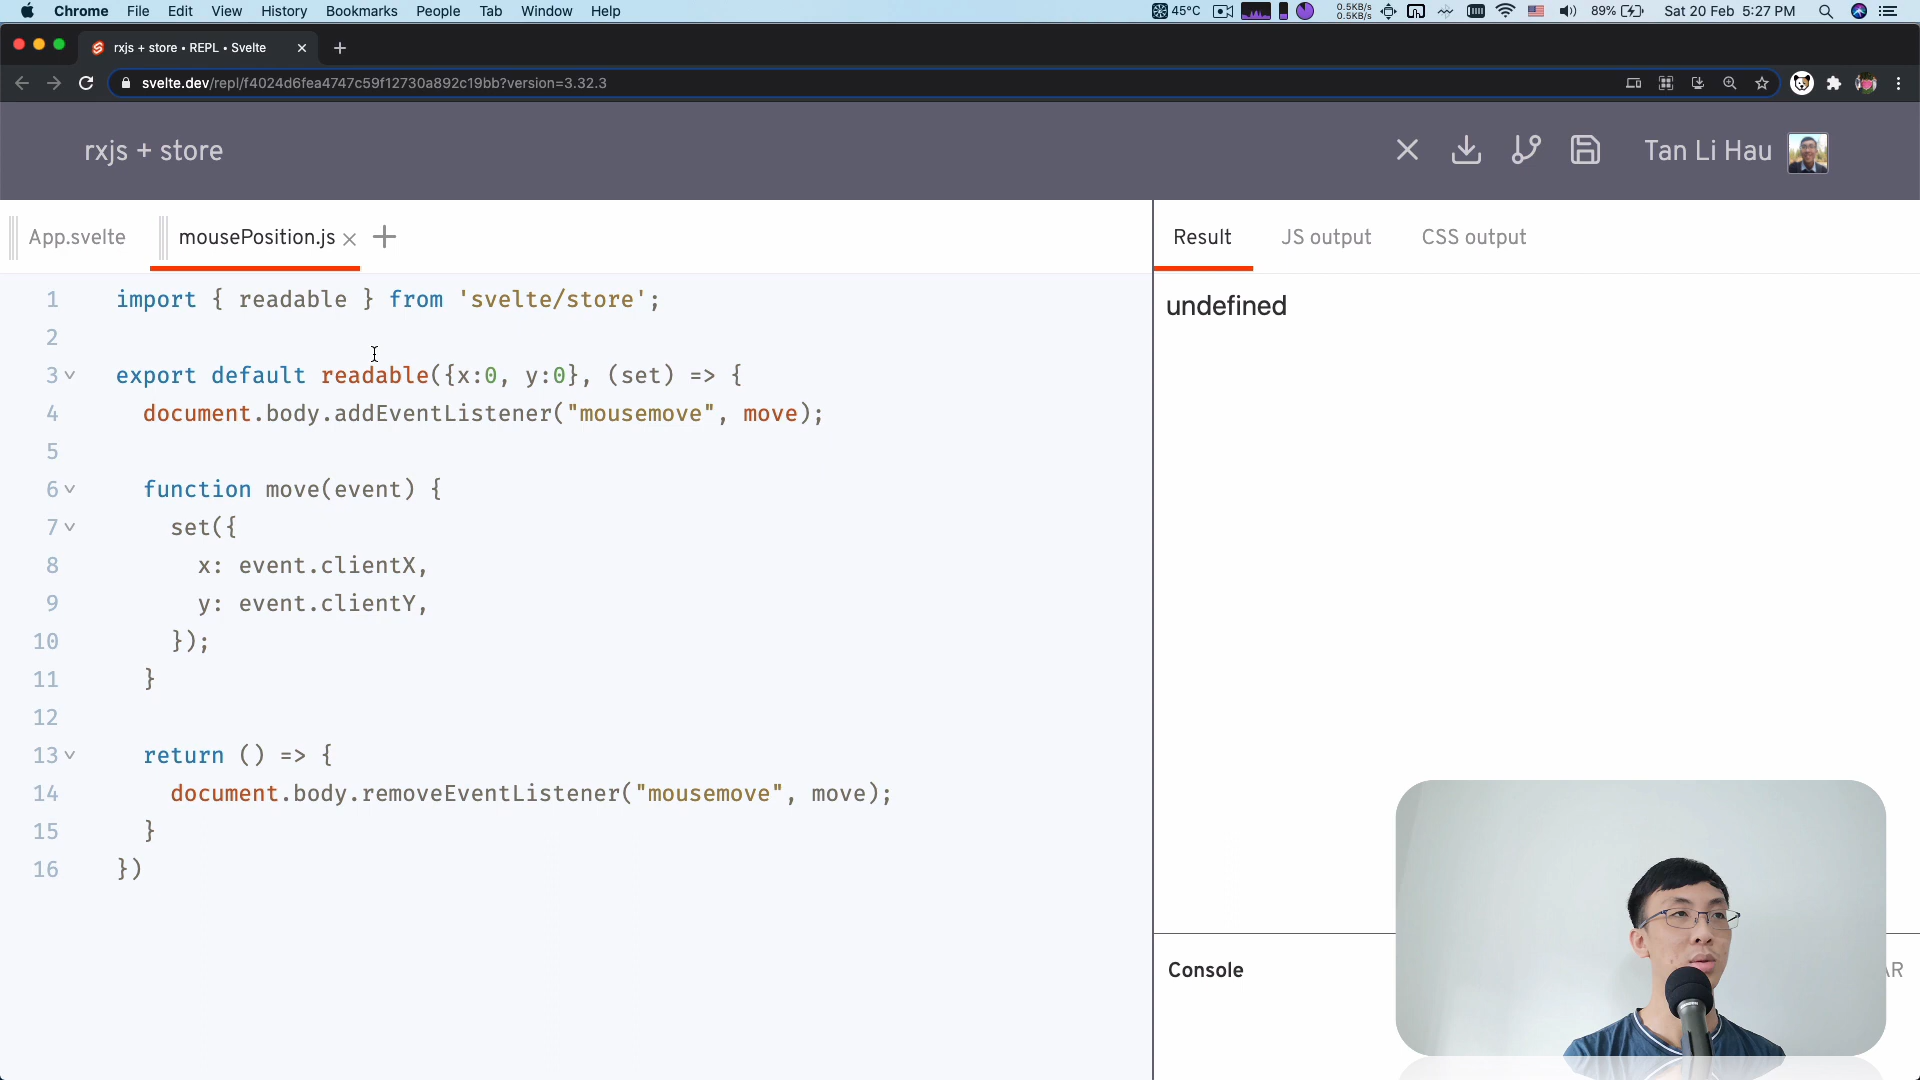 Chrome File Edit View History Bookmarks People Tab Window Help 45°C 0.5KB/s 0.5KB/s 89% Sat 20 Feb 5:27 PM
rxjs + store • REPL • Svelte
svelte.dev/repl/f4024d6fea4747c59f12730a892c19bb?version=3.32.3
rxjs + store
Tan Li Hau
App.svelte mousePosition.js
Result JS output CSS output
1 import { readable } from 'svelte/store';
2
3 export default readable({x:0, y:0}, (set) => {
4 document.body.addEventListener("mousemove", move);
5
6 function move(event) {
7 set({
8 x: event.clientX,
9 y: event.clientY,
10 });
11 }
12
13 return () => {
14 document.body.removeEventListener("mousemove", move);
15 }
16 })
undefined
Console